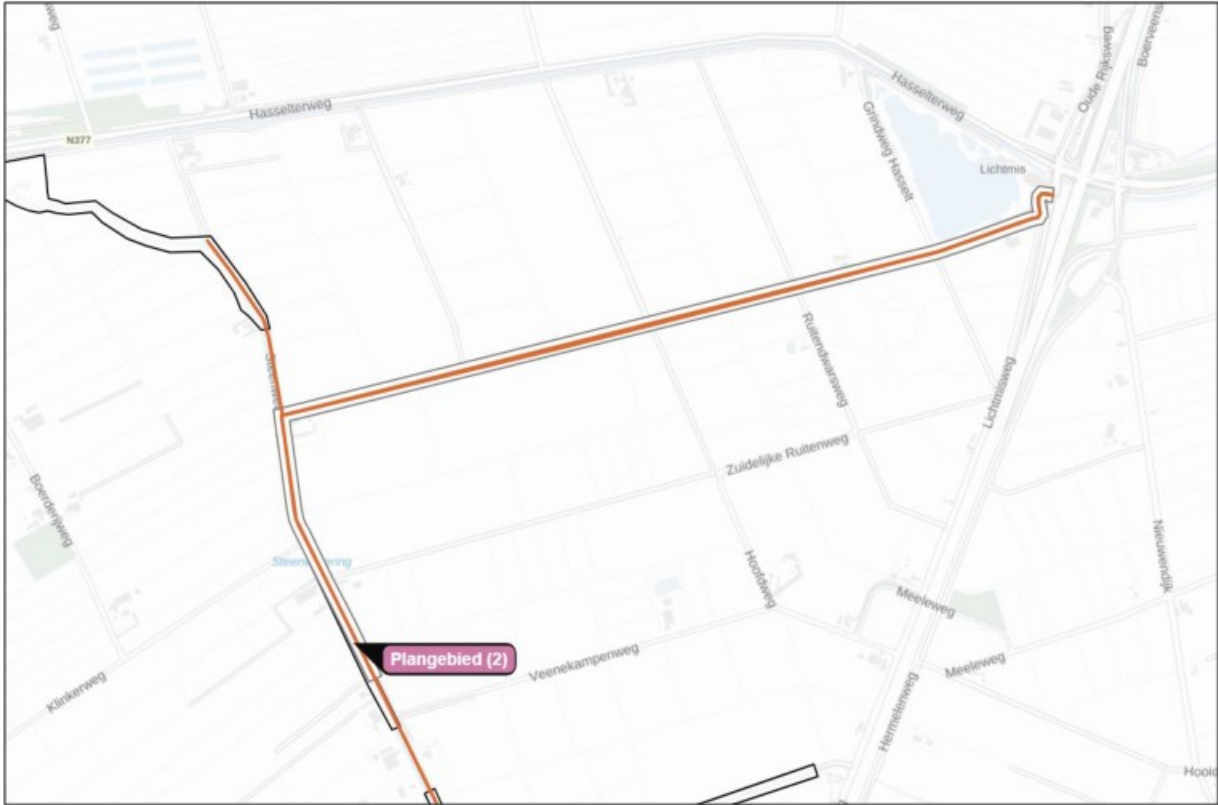 Hasselterweg
N377
Hasselterweg
Oude Rijksweg
Grindweg Hasselt
Lichtmis
Ruitendwarsweg
Lichtmisweg
Zuidelijke Ruitenweg
Boerderijweg
Nieuwendijk
Hoofdweg
Meeleweg
Plangebied (2)
Veenekampenweg
Meeleweg
Klinkerweg
Hermelenweg